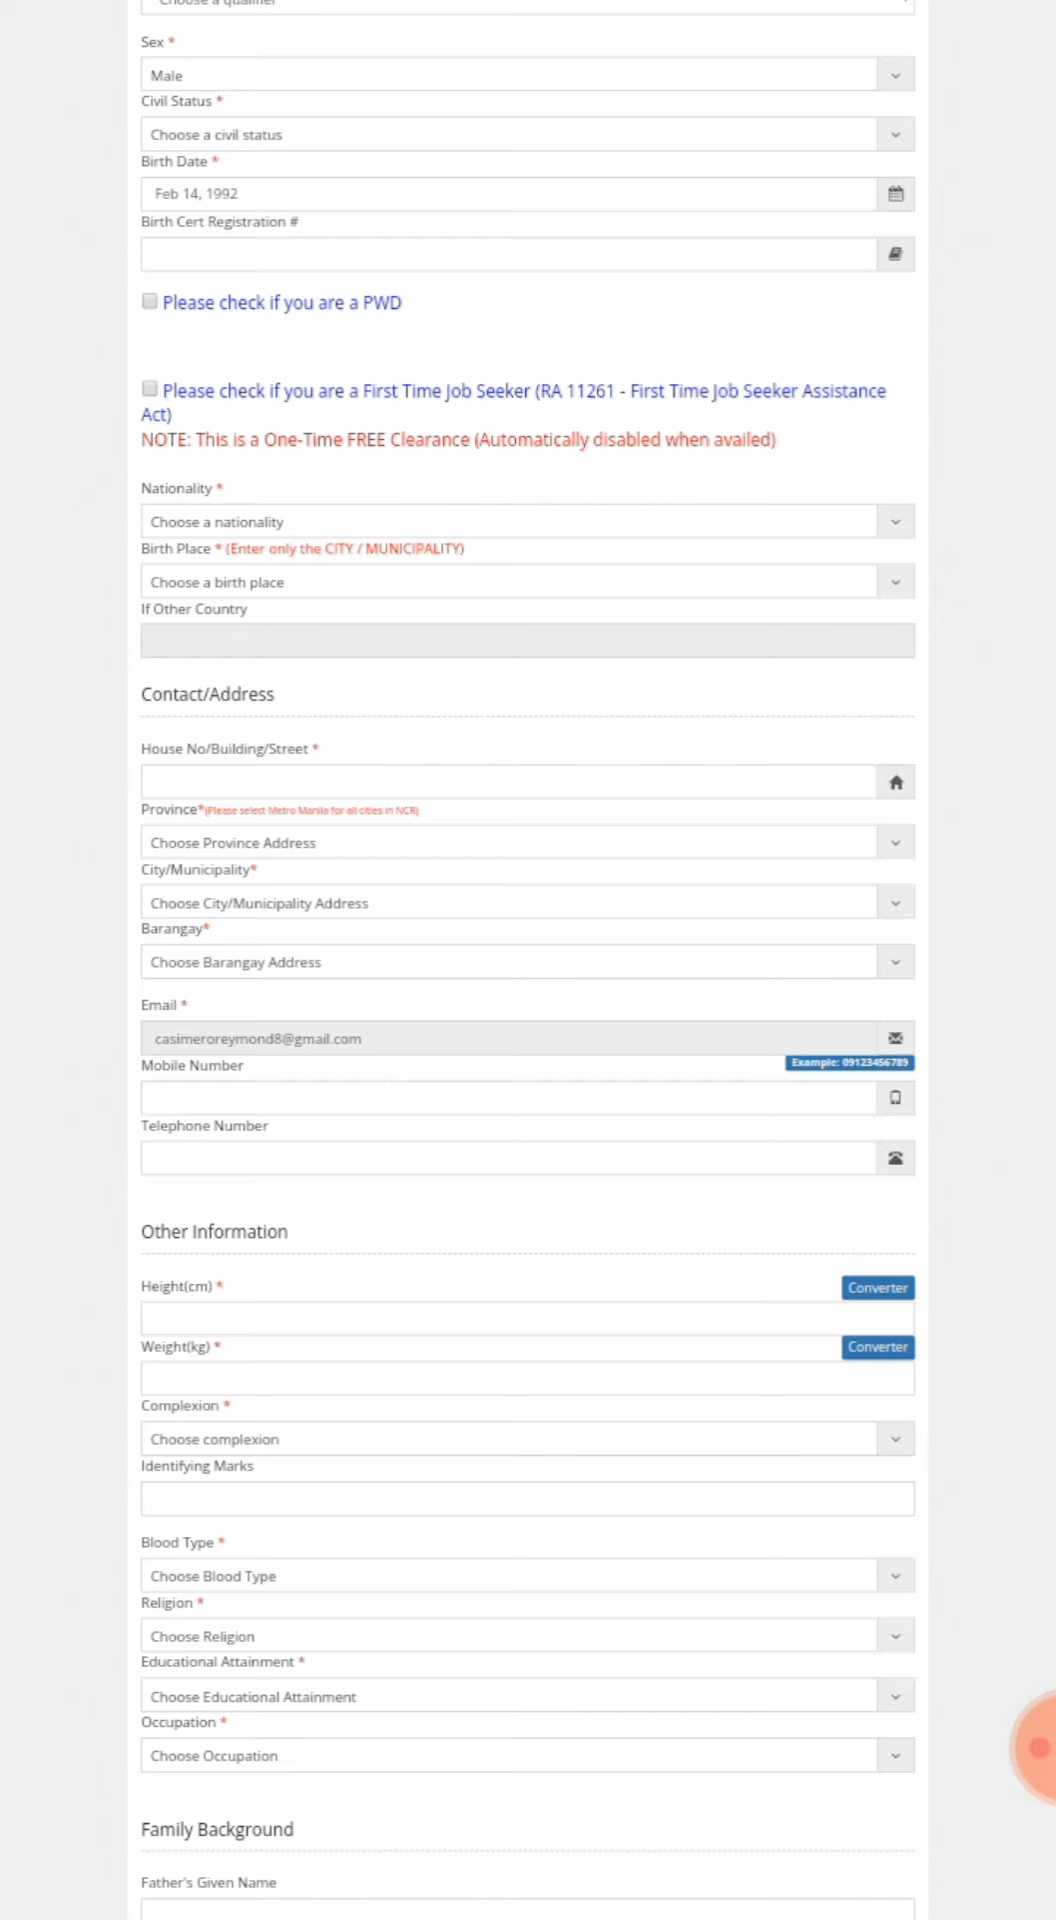 Choose a qualifier
Sex *
Male
Civil Status *
Choose a civil status
Birth Date *
Feb 14, 1992
Birth Cert Registration #
Please check if you are a PWD
Please check if you are a First Time Job Seeker (RA 11261 - First Time Job Seeker Assistance
Act)
NOTE: This is a One-Time FREE Clearance (Automatically disabled when availed)
Nationality *
Choose a nationality
Birth Place * (Enter only the CITY / MUNICIPALITY)
Choose a birth place
If Other Country
Contact/Address
House No/Building/Street *
Province*(Please select Metro Manila for all cities in NCR)
Choose Province Address
City/Municipality*
Choose City/Municipality Address
Barangay*
Choose Barangay Address
Email *
casimeroreymond8@gmail.com
Mobile Number Example: 09123456789
Telephone Number
Other Information
Height(cm) * Converter
Weight(kg) * Converter
Complexion *
Choose complexion
Identifying Marks
Blood Type *
Choose Blood Type
Religion *
Choose Religion
Educational Attainment *
Choose Educational Attainment
Occupation *
Choose Occupation
Family Background
Father's Given Name